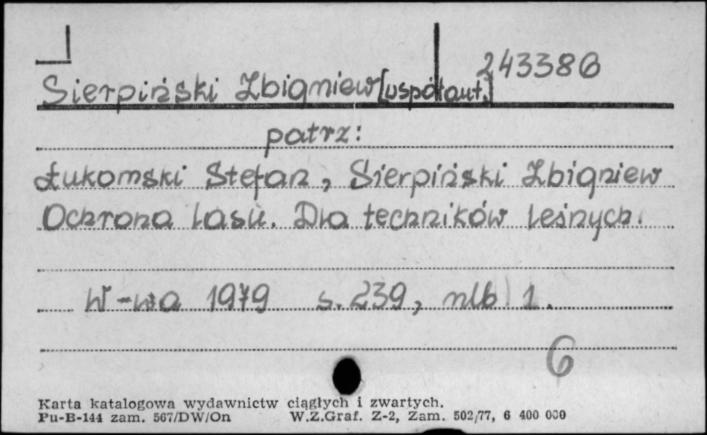 243386
Sierpiński Zbigniew [współaut.]
patrz:
Łukomski Stefan, Sierpiński Zbigniew
Ochrona lasu. Dla techników leśnych.
W-wa 1979 s. 239, nlb 1.
6
Karta katalogowa wydawnictw ciągłych i zwartych.
Pu-B-144 zam. 567/DW/On W.Z.Graf. Z-2, Zam. 502/77, 6 400 000